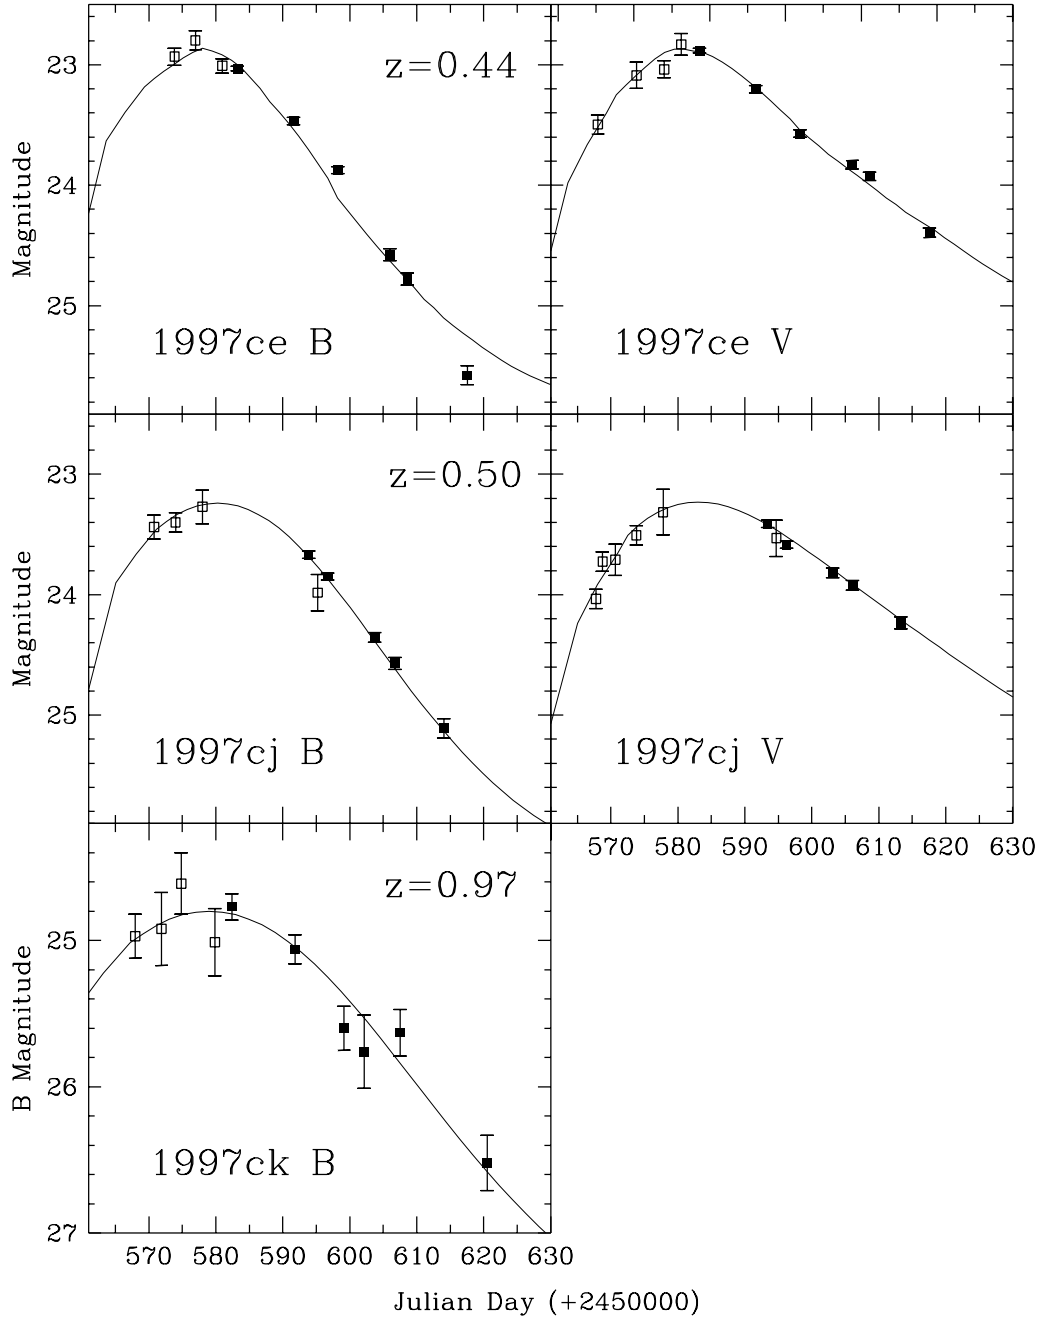 z=0.44
23
24
25
Magnitude
1997ce B
1997ce V
z=0.50
23
24
25
Magnitude
1997cj B
1997cj V
570 580 590 600 610 620 630
z=0.97
25
26
27
B Magnitude
1997ck B
570 580 590 600 610 620 630
Julian Day (+2450000)